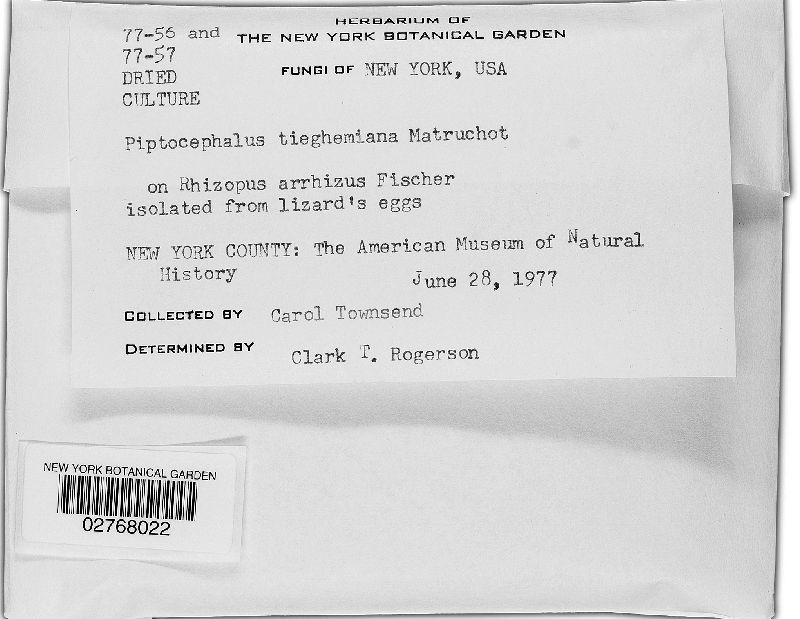 HERBARIUM OF
77-56 and THE NEW YORK BOTANICAL GARDEN
77-57
DRIED FUNGI OF NEW YORK, USA
CULTURE
Piptocephalus tieghemiana Matruchot
on Rhizopus arrhizus Fischer
isolated from lizard's eggs
NEW YORK COUNTY: The American Museum of Natural
History June 28, 1977
COLLECTED BY Carol Townsend
DETERMINED BY Clark T. Rogerson
NEW YORK BOTANICAL GARDEN
02768022